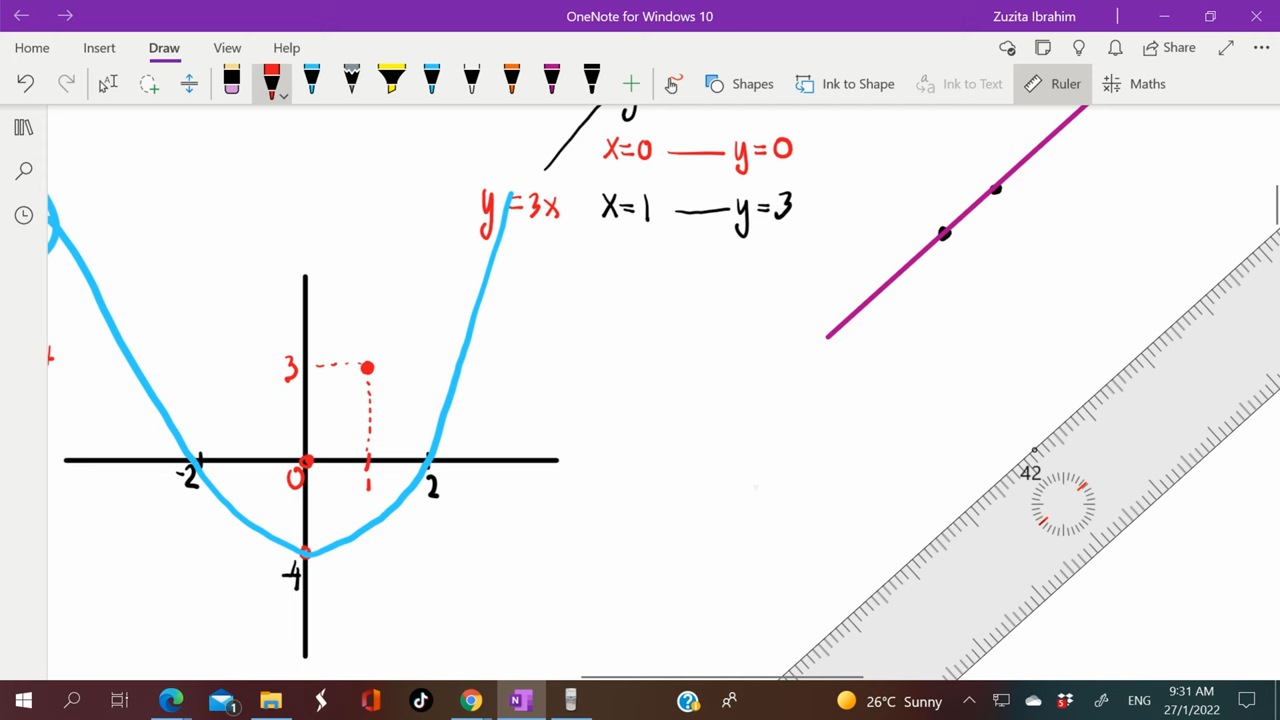 OneNote for Windows 10
Zuzita Ibrahim
Home Insert Draw View Help
Share
Shapes
Ink to Shape
Ink to Text
Ruler
Maths
x=0 — y=0
y=3x
x=1 — y=3
3
-2
0
1
2
-4
42°
1
5
26°C Sunny
ENG
9:31 AM
27/1/2022